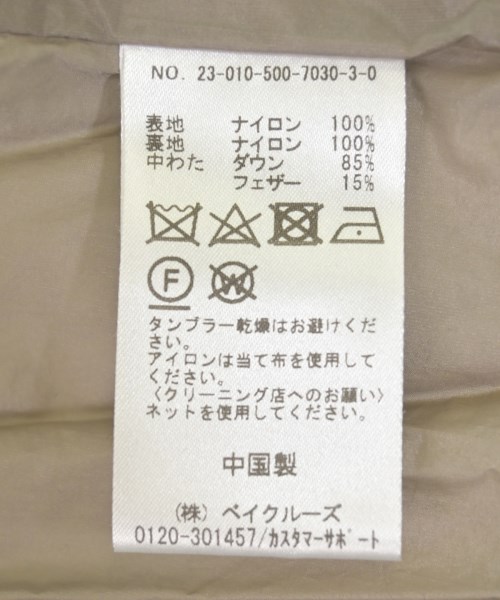 NO. 23-010-500-7030-3-0
表地 ナイロン 100%
裏地 ナイロン 100%
中わた ダウン 85%
フェザー 15%
F W
タンブラー乾燥はお避けくだ
さい。
アイロンは当て布を使用して
ください。
〈クリーニング店へのお願い〉
ネットを使用してください。
中国製
(株) ベイクルーズ
0120-301457/カスタマーサポート